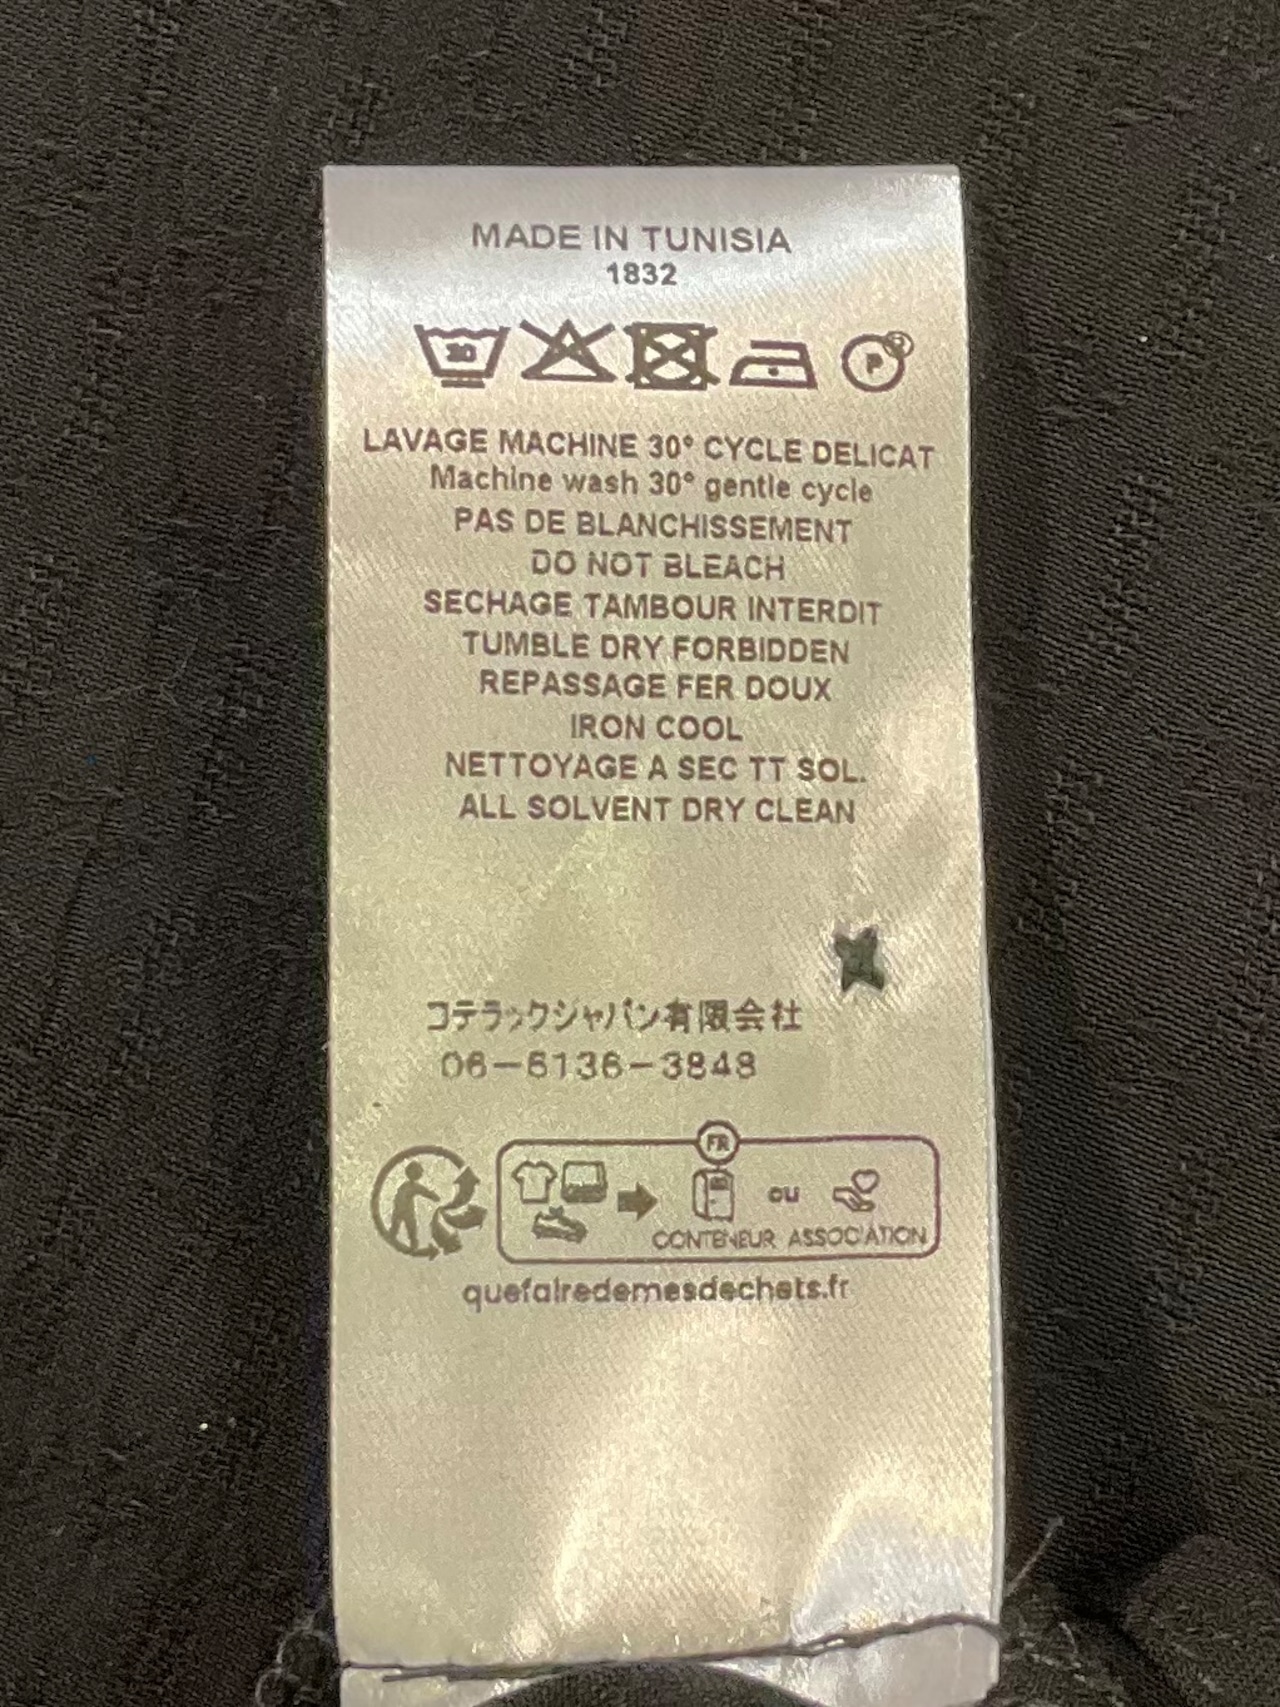 MADE IN TUNISIA
1832
30
P
LAVAGE MACHINE 30° CYCLE DELICAT
Machine wash 30° gentle cycle
PAS DE BLANCHISSEMENT
DO NOT BLEACH
SECHAGE TAMBOUR INTERDIT
TUMBLE DRY FORBIDDEN
REPASSAGE FER DOUX
IRON COOL
NETTOYAGE A SEC TT SOL.
ALL SOLVENT DRY CLEAN
コテラックジャパン有限会社
06-6136-3848
FR
ou
CONTENEUR ASSOCIATION
quefairedemesdechets.fr